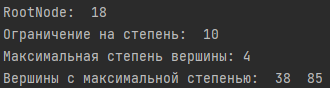 RootNode:  18
Ограничение на степень:  10
Максимальная степень вершины: 4
Вершины с максимальной степенью:  38  85